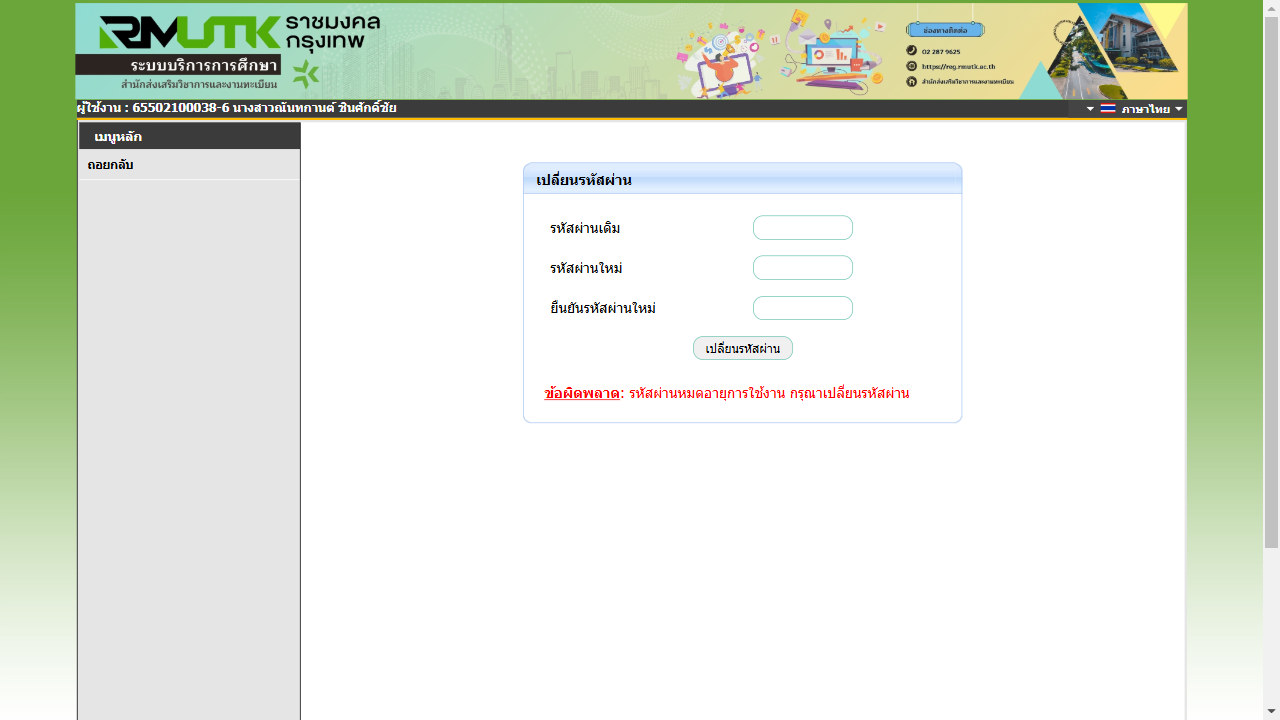 RMUTK ราชมงคล
กรุงเทพ
ระบบบริการการศึกษา
สำนักส่งเสริมวิชาการและงานทะเบียน
ช่องทางติดต่อ
02 287 9625
https://reg.rmutk.ac.th
สำนักส่งเสริมวิชาการและงานทะเบียน
ผู้ใช้งาน : 65502100038-6 นางสาวณันทกานต์ ชินศักดิ์ชัย
ภาษาไทย
เมนูหลัก
ถอยกลับ
เปลี่ยนรหัสผ่าน
รหัสผ่านเดิม
รหัสผ่านใหม่
ยืนยันรหัสผ่านใหม่
เปลี่ยนรหัสผ่าน
ข้อผิดพลาด: รหัสผ่านหมดอายุการใช้งาน กรุณาเปลี่ยนรหัสผ่าน